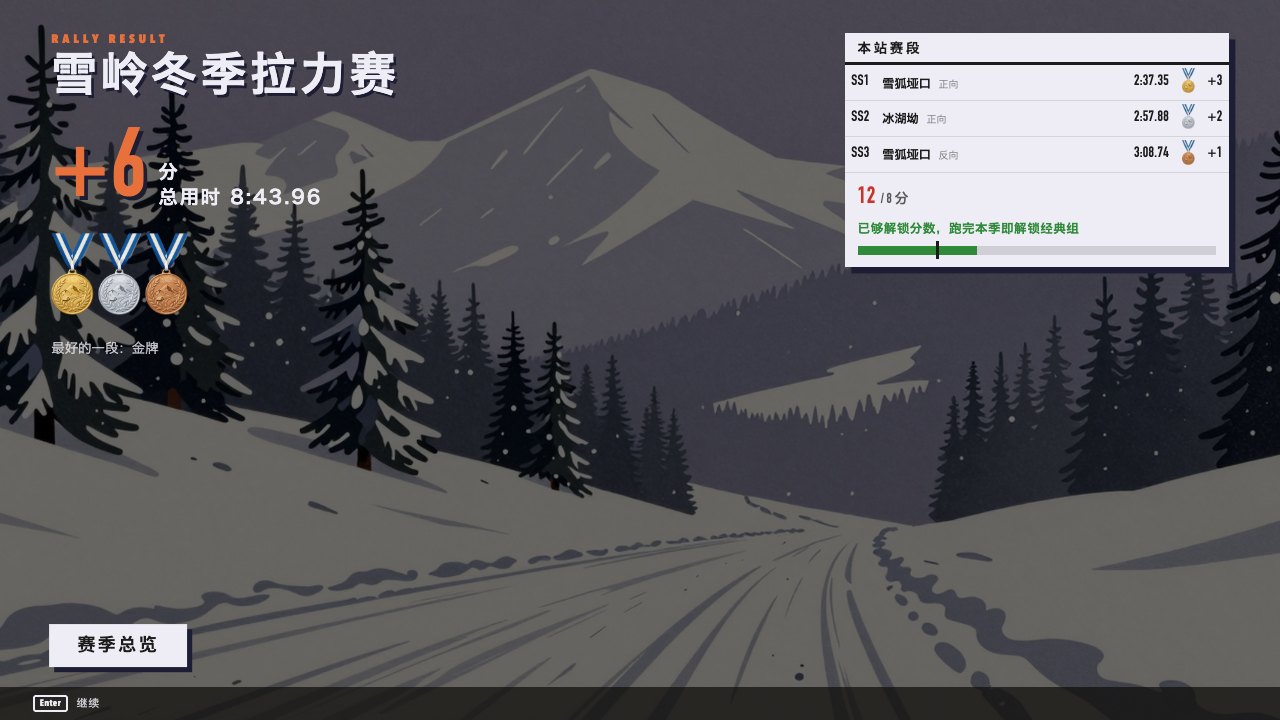 RALLY RESULT
雪岭冬季拉力赛
+6 分
总用时 8:43.96
最好的一段: 金牌
本站赛段
SS1 雪狐垭口 正向 2:37.35 +3
SS2 冰湖坳 正向 2:57.88 +2
SS3 雪狐垭口 反向 3:08.74 +1
12 / 8 分
已够解锁分数，跑完本季即解锁经典组
赛季总览
Enter 继续